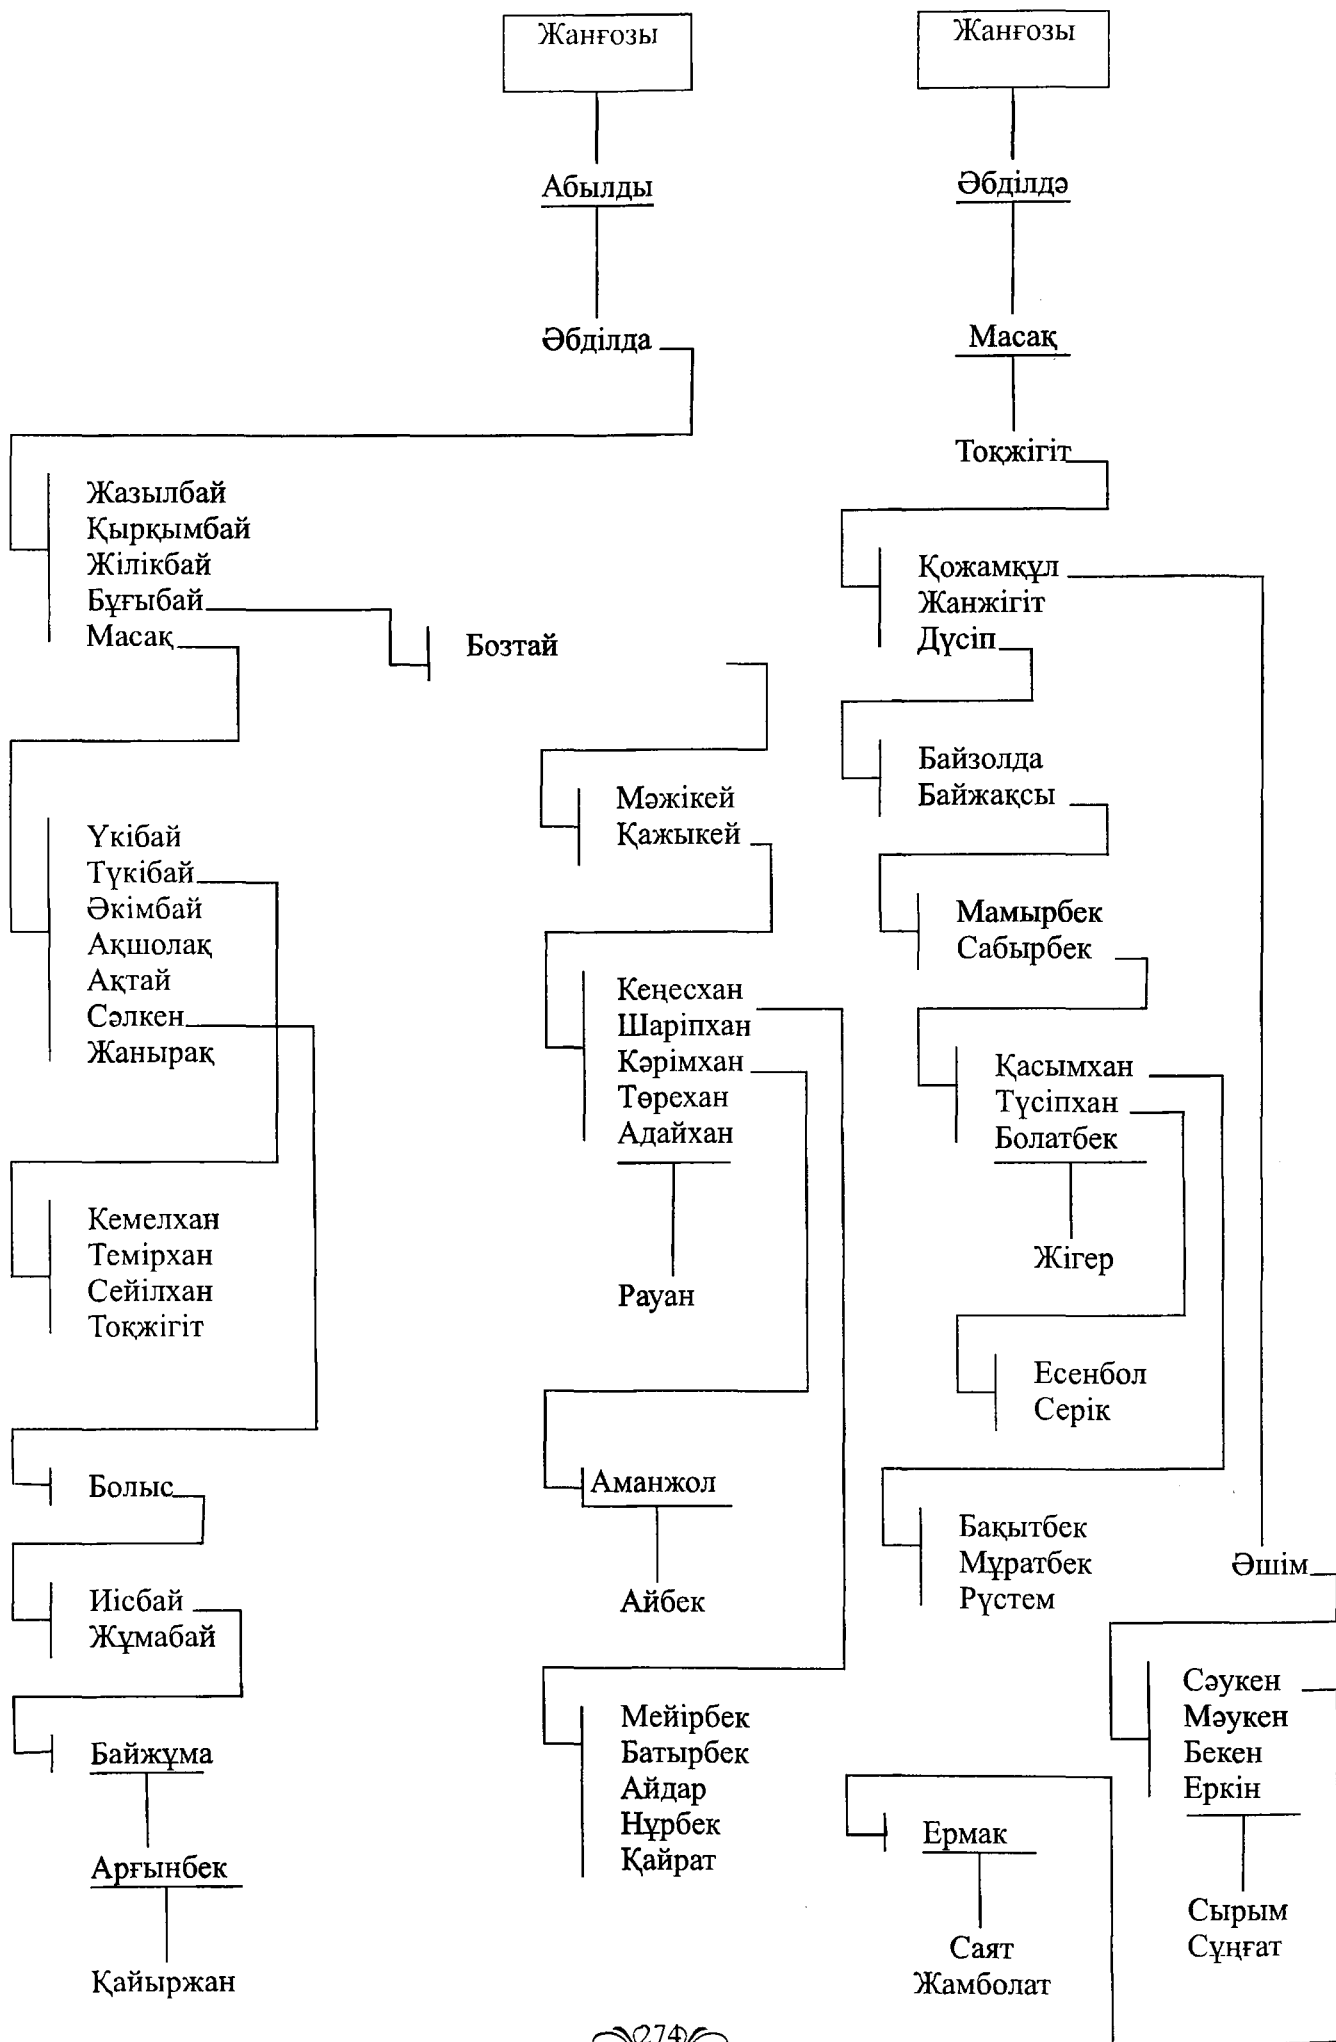 Жанғозы
Абылды
Әбділда
Жазылбай
Қырқымбай
Жілікбай
Бұғыбай
Масақ
Бозтай
Үкібай
Түкібай
Әкімбай
Ақшолақ
Ақтай
Сәлкен
Жанырақ
Кемелхан
Темірхан
Сейілхан
Тоқжігіт
Болыс
Иісбай
Жұмабай
Байжұма
Арғынбек
Қайыржан
Мәжікей
Қажыкей
Кеңесхан
Шаріпхан
Кәрімхан
Төрехан
Адайхан
Рауан
Аманжол
Айбек
Мейірбек
Батырбек
Айдар
Нұрбек
Қайрат
Жанғозы
Әбділдә
Масақ
Тоқжігіт
Қожамқұл
Жанжігіт
Дүсіп
Байзолда
Байжақсы
Мамырбек
Сабырбек
Қасымхан
Түсіпхан
Болатбек
Жігер
Есенбол
Серік
Бақытбек
Мұратбек
Рүстем
Әшім
Сәукен
Мәукен
Бекен
Еркін
Сырым
Сұңғат
Ермак
Саят
Жамболат
274